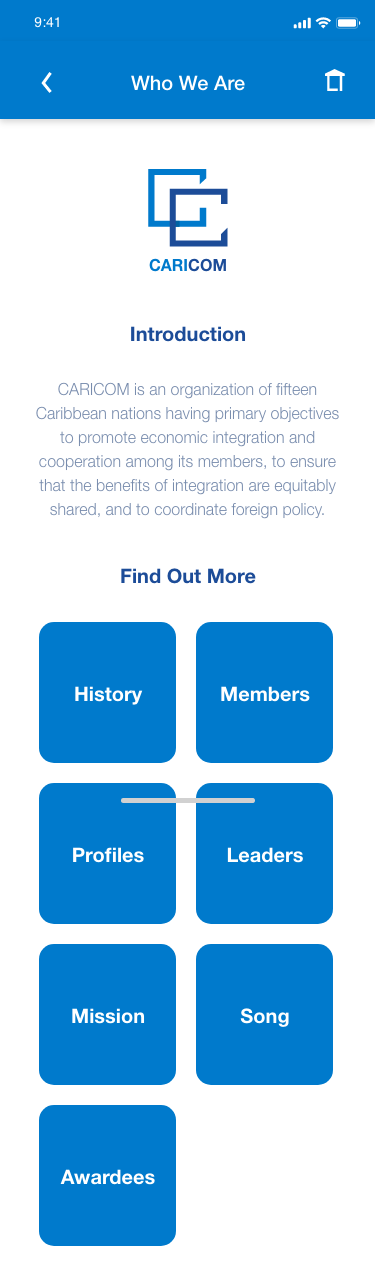 9:41
Who We Are
CARICOM
Introduction
CARICOM is an organization of fifteen
Caribbean nations having primary objectives
to promote economic integration and
cooperation among its members, to ensure
that the benefits of integration are equitably
shared, and to coordinate foreign policy.
Find Out More
History
Members
Profiles
Leaders
Mission
Song
Awardees